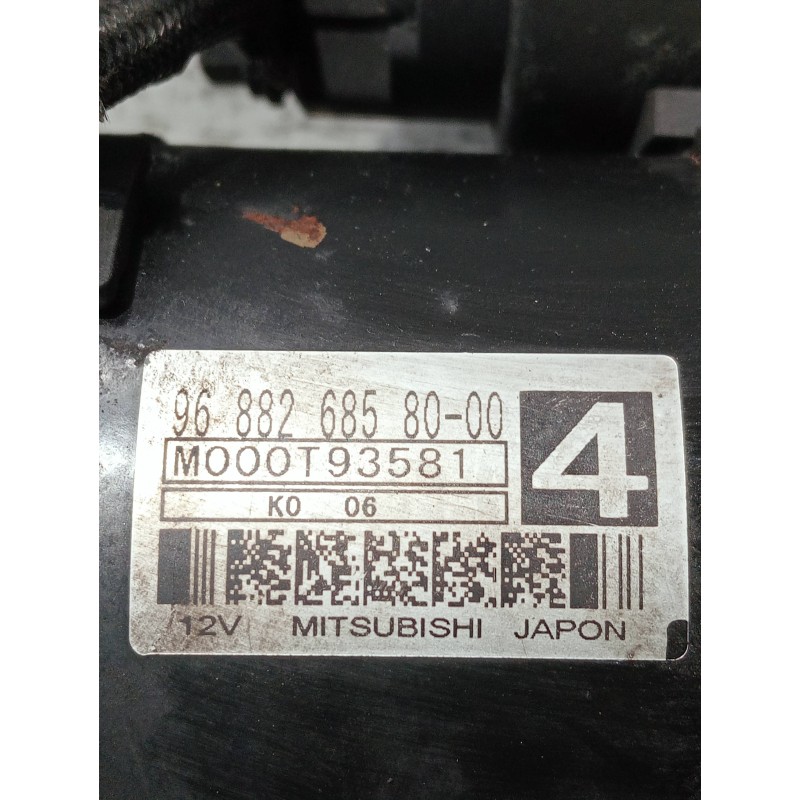 96 882 685 80-00
M000T93581
4
K0 06
12V MITSUBISHI JAPON